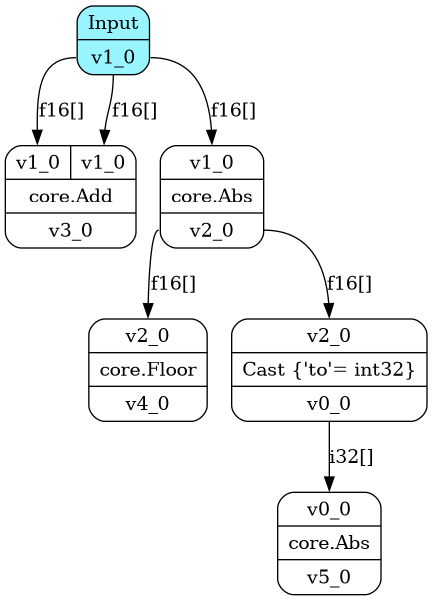 Input
v1_0
f16[] f16[] f16[]
v1_0 v1_0
core.Add
v3_0
v1_0
core.Abs
v2_0
f16[] f16[]
v2_0
core.Floor
v4_0
v2_0
Cast {'to'= int32}
v0_0
i32[]
v0_0
core.Abs
v5_0